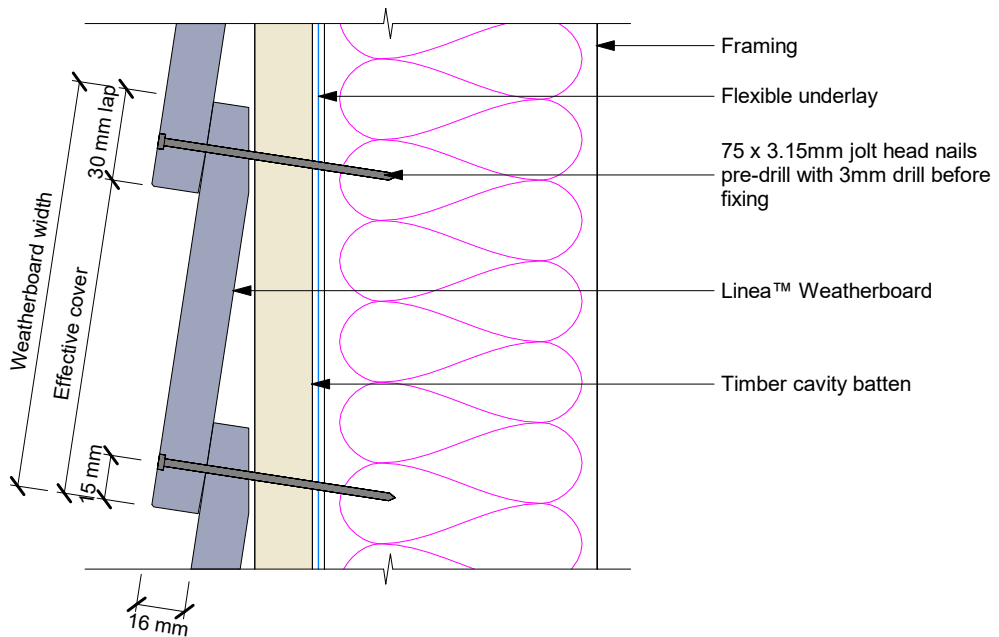 Framing
Flexible underlay
75 x 3.15mm jolt head nails
pre-drill with 3mm drill before
fixing
Linea™ Weatherboard
Timber cavity batten
30 mm lap
Weatherboard width
Effective cover
15 mm
16 mm